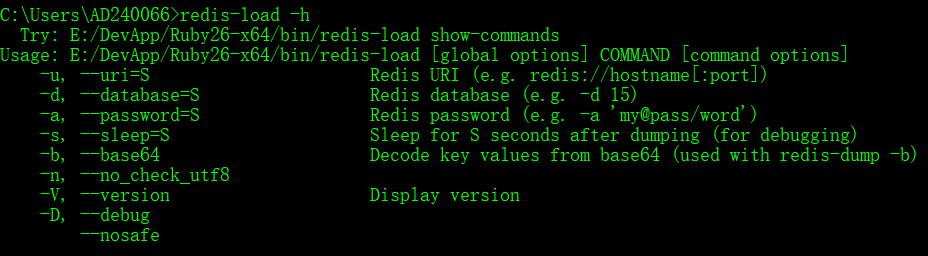 C:\Users\AD240066>redis-load -h
  Try: E:/DevApp/Ruby26-x64/bin/redis-load show-commands
Usage: E:/DevApp/Ruby26-x64/bin/redis-load [global options] COMMAND [command options]
    -u, --uri=S                      Redis URI (e.g. redis://hostname[:port])
    -d, --database=S                 Redis database (e.g. -d 15)
    -a, --password=S                 Redis password (e.g. -a 'my@pass/word')
    -s, --sleep=S                    Sleep for S seconds after dumping (for debugging)
    -b, --base64                     Decode key values from base64 (used with redis-dump -b)
    -n, --no_check_utf8
    -V, --version                    Display version
    -D, --debug
        --nosafe